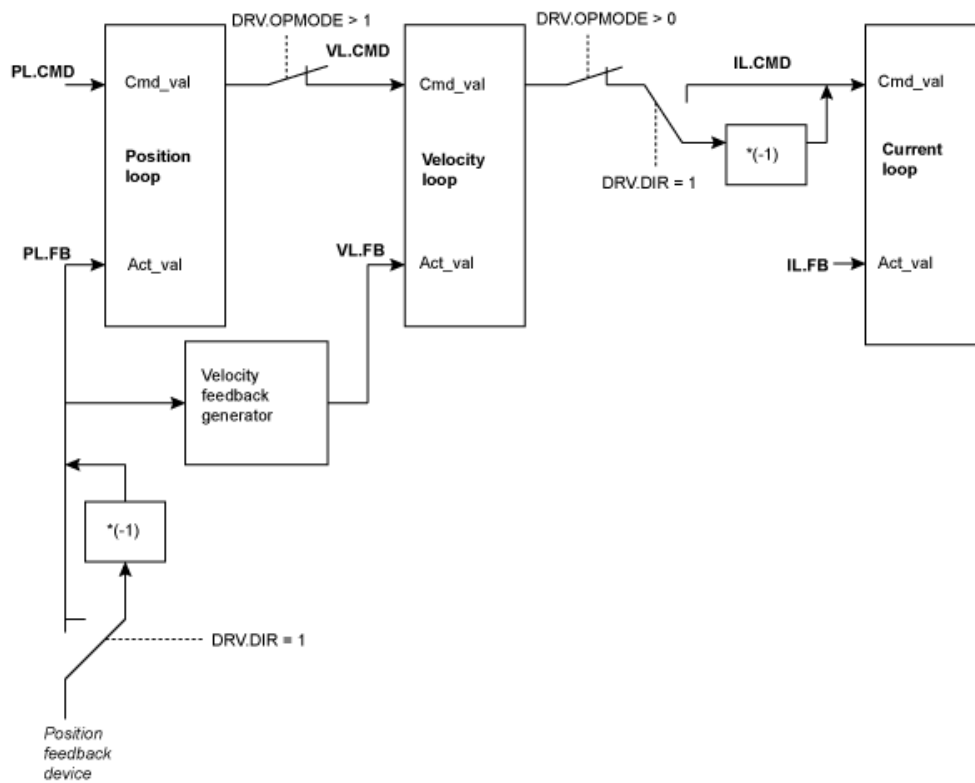 DRV.OPMODE > 1
DRV.OPMODE > 0
PL.CMD
VL.CMD
IL.CMD
Cmd_val
Cmd_val
Cmd_val
Position
loop
Velocity
loop
*(-1)
Current
loop
DRV.DIR = 1
PL.FB
VL.FB
IL.FB
Act_val
Act_val
Act_val
Velocity
feedback
generator
*(-1)
DRV.DIR = 1
Position
feedback
device